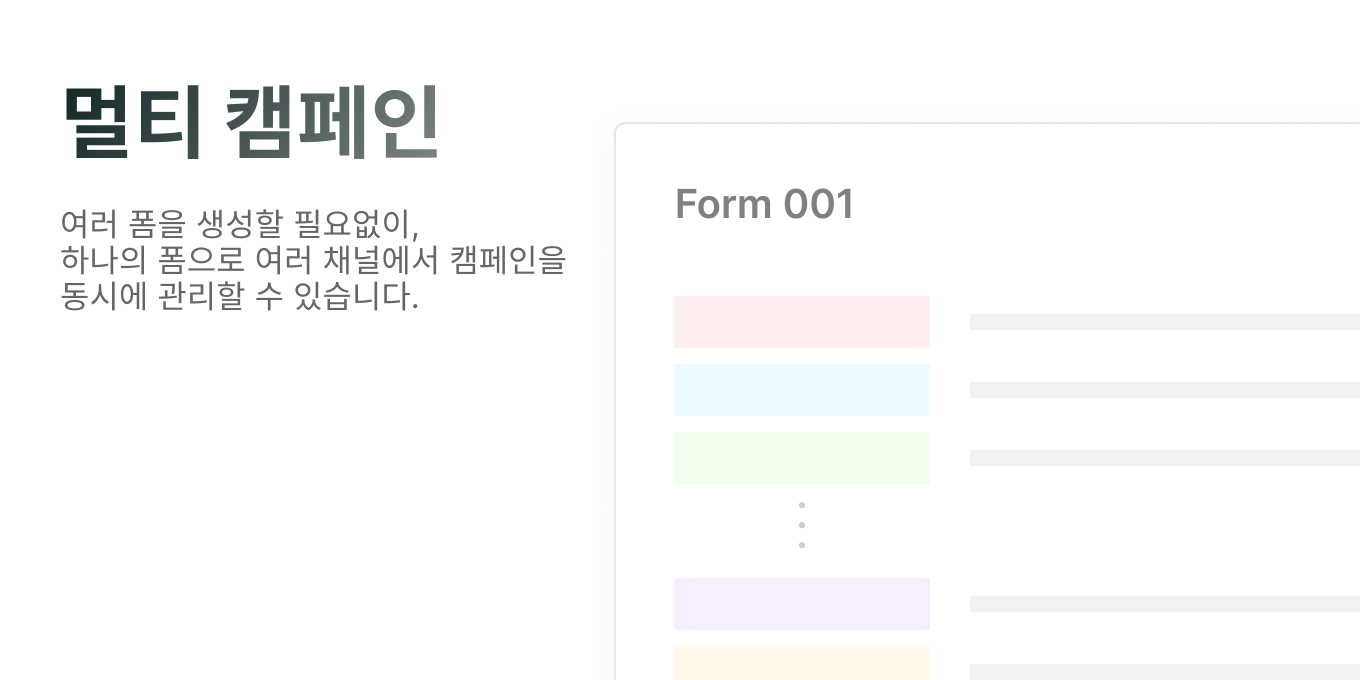 멀티 캠페인
여러 폼을 생성할 필요없이,
하나의 폼으로 여러 채널에서 캠페인을
동시에 관리할 수 있습니다.
Form 001